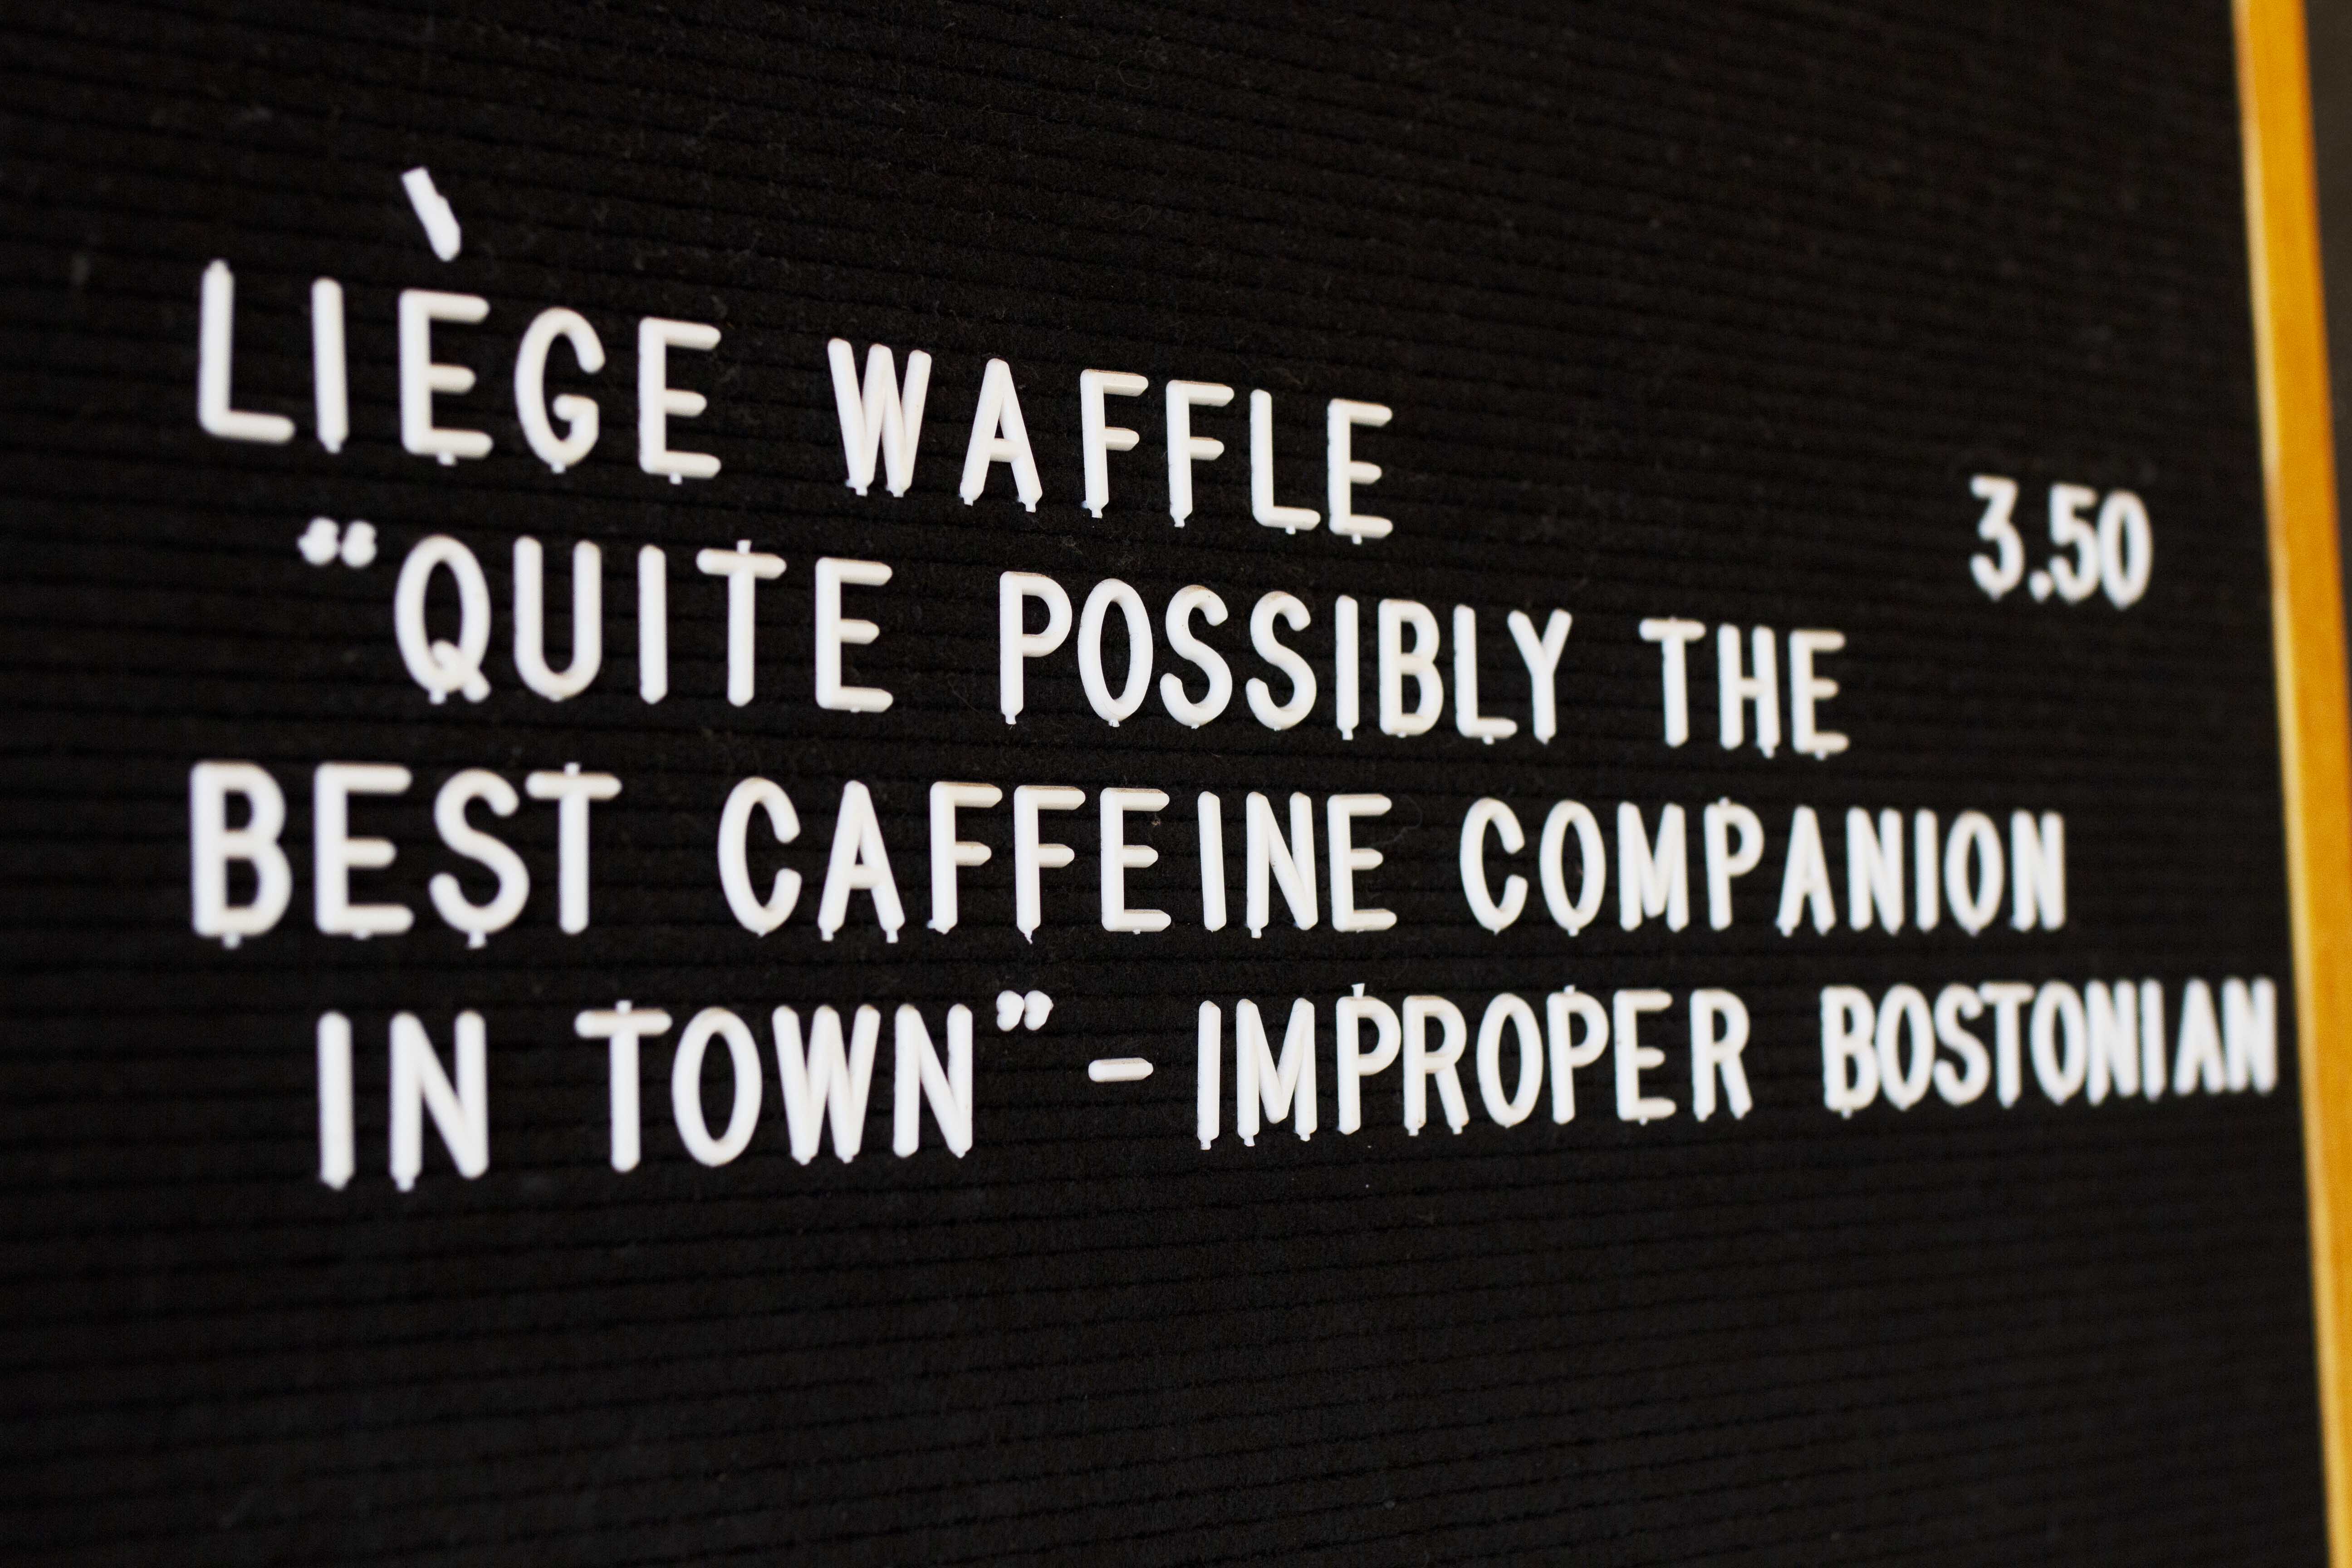 LIÈGE WAFFLE 3.50
“QUITE POSSIBLY THE
BEST CAFFEINE COMPANION
IN TOWN” - IMPROPER BOSTONIAN